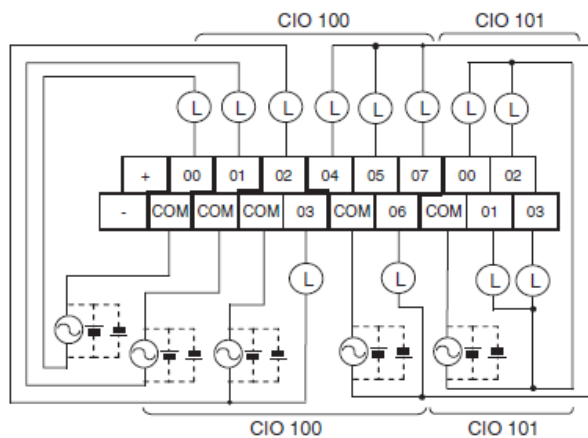 CIO 100 CIO 101
L L L L L L L L
+ 00 01 02 04 05 07 00 02
- COM COM COM 03 COM 06 COM 01 03
L L L L
CIO 100 CIO 101